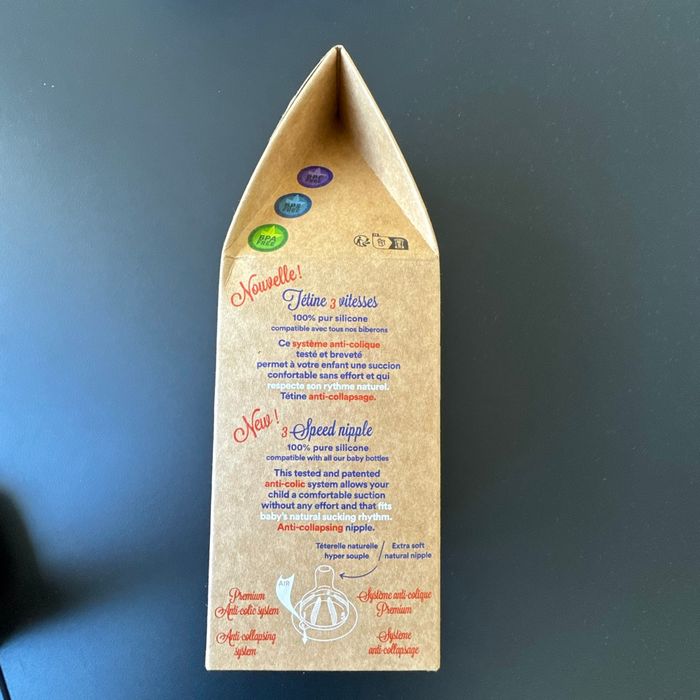 BPA
FREE
Nouvelle !
Tétine 3 vitesses
100% pur silicone
compatible avec tous nos biberons
Ce système anti-colique
testé et breveté
permet à votre enfant une succion
confortable sans effort et qui
respecte son rythme naturel.
Tétine anti-collapsage.
New !
3-Speed nipple
100% pure silicone
compatible with all our baby bottles
This tested and patented
anti-colic system allows your
child a comfortable suction
without any effort and that fits
baby's natural sucking rhythm.
Anti-collapsing nipple.
Téterelle naturelle / Extra soft
hyper souple / natural nipple
AIR
Premium
Anti-colic system
Système anti-colique
Premium
Anti-collapsing
system
Système
anti-collapsage